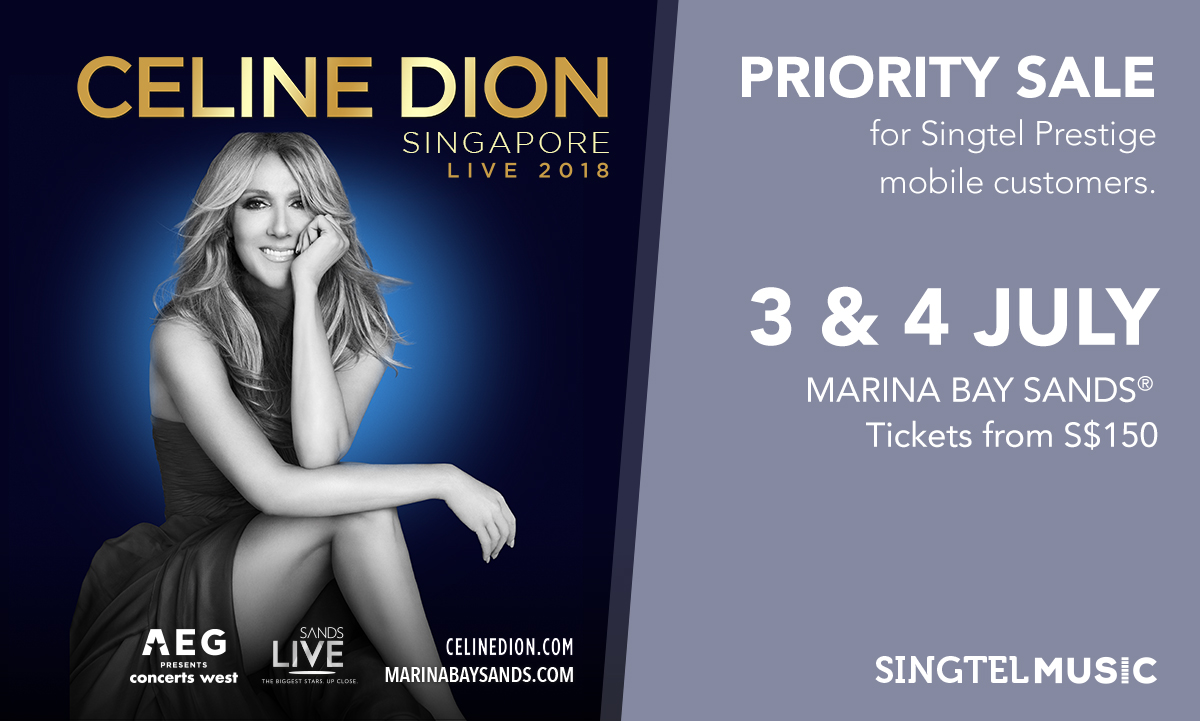 CELINE DION
SINGAPORE
LIVE 2018
AEG
PRESENTS
concerts west
SANDS
LIVE
THE BIGGEST STARS. UP CLOSE.
CELINEDION.COM
MARINABAYSANDS.COM
PRIORITY SALE
for Singtel Prestige
mobile customers.
3 & 4 JULY
MARINA BAY SANDS®
Tickets from S$150
SINGTELMUSIC